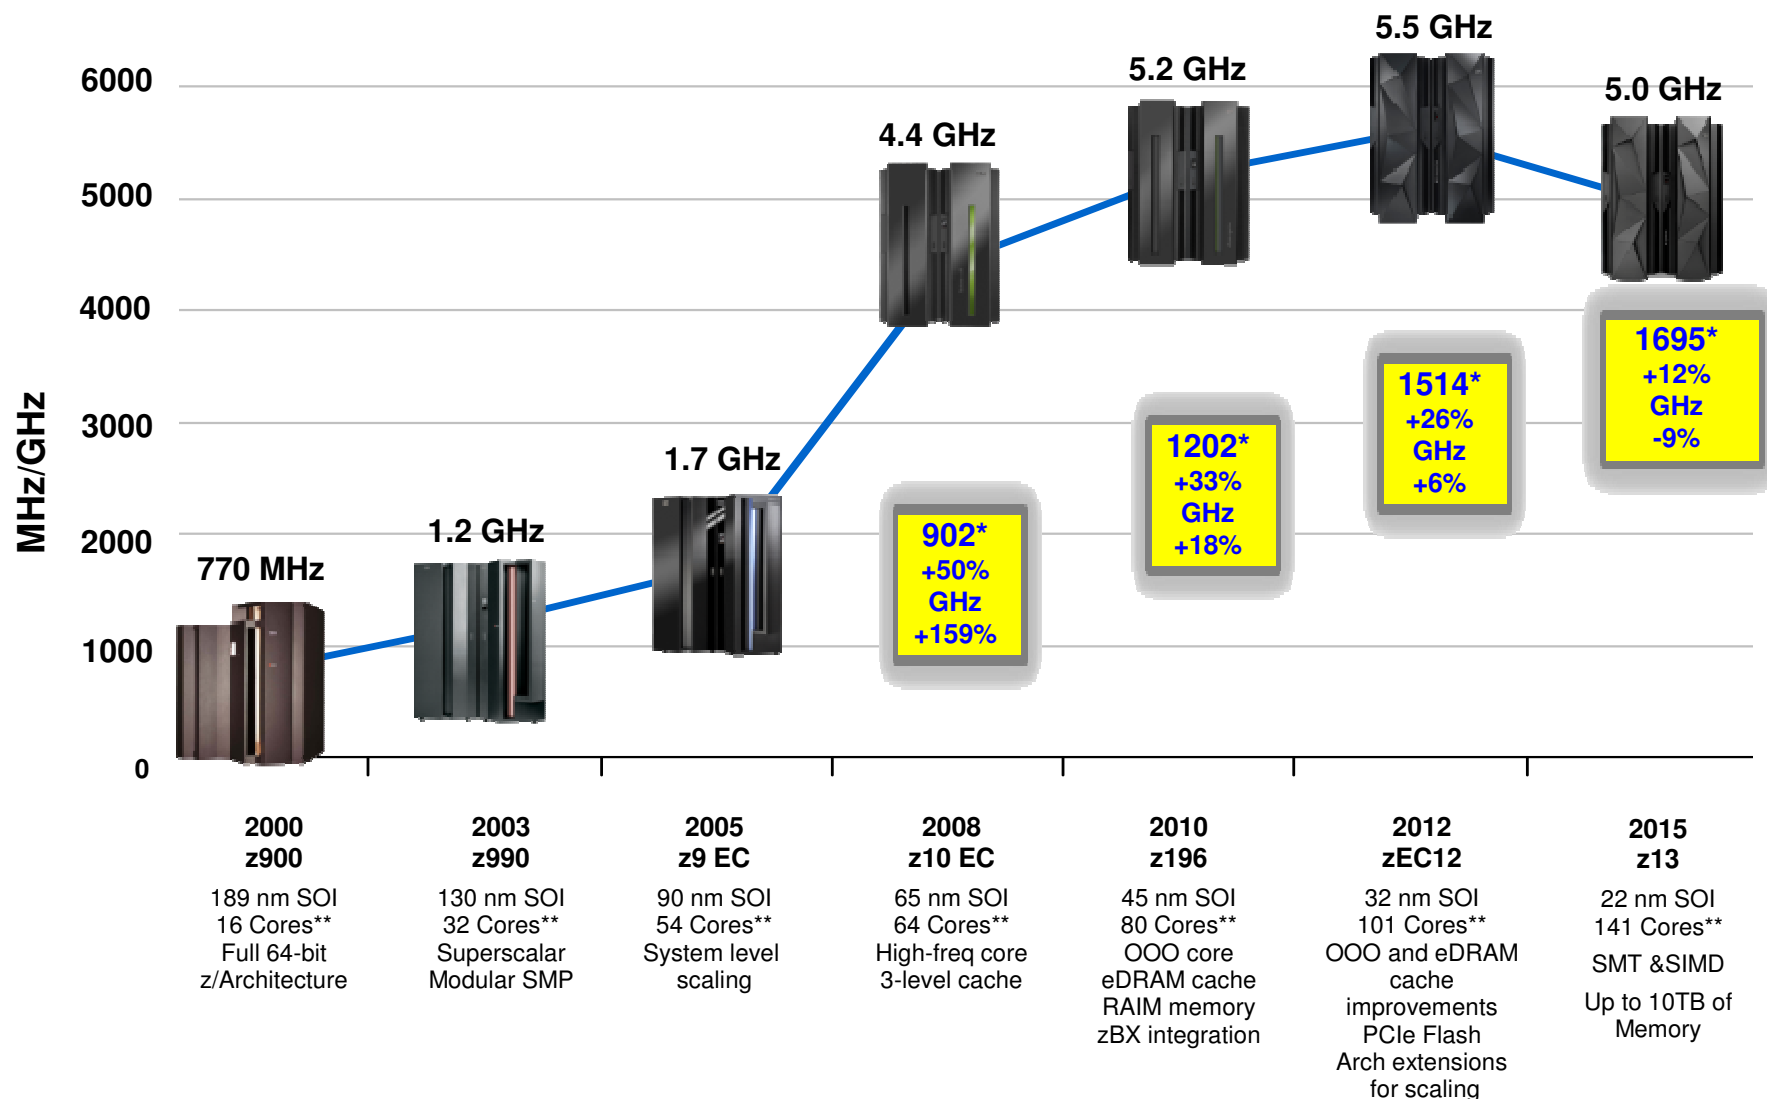 MHz/GHz
6000
5000
4000
3000
2000
1000
0
770 MHz
1.2 GHz
1.7 GHz
4.4 GHz
5.2 GHz
5.5 GHz
5.0 GHz
902*
+50%
GHz
+159%
1202*
+33%
GHz
+18%
1514*
+26%
GHz
+6%
1695*
+12%
GHz
-9%
2000
z900
189 nm SOI
16 Cores**
Full 64-bit
z/Architecture
2003
z990
130 nm SOI
32 Cores**
Superscalar
Modular SMP
2005
z9 EC
90 nm SOI
54 Cores**
System level
scaling
2008
z10 EC
65 nm SOI
64 Cores**
High-freq core
3-level cache
2010
z196
45 nm SOI
80 Cores**
OOO core
eDRAM cache
RAIM memory
zBX integration
2012
zEC12
32 nm SOI
101 Cores**
OOO and eDRAM
cache
improvements
PCIe Flash
Arch extensions
for scaling
2015
z13
22 nm SOI
141 Cores**
SMT &SIMD
Up to 10TB of
Memory